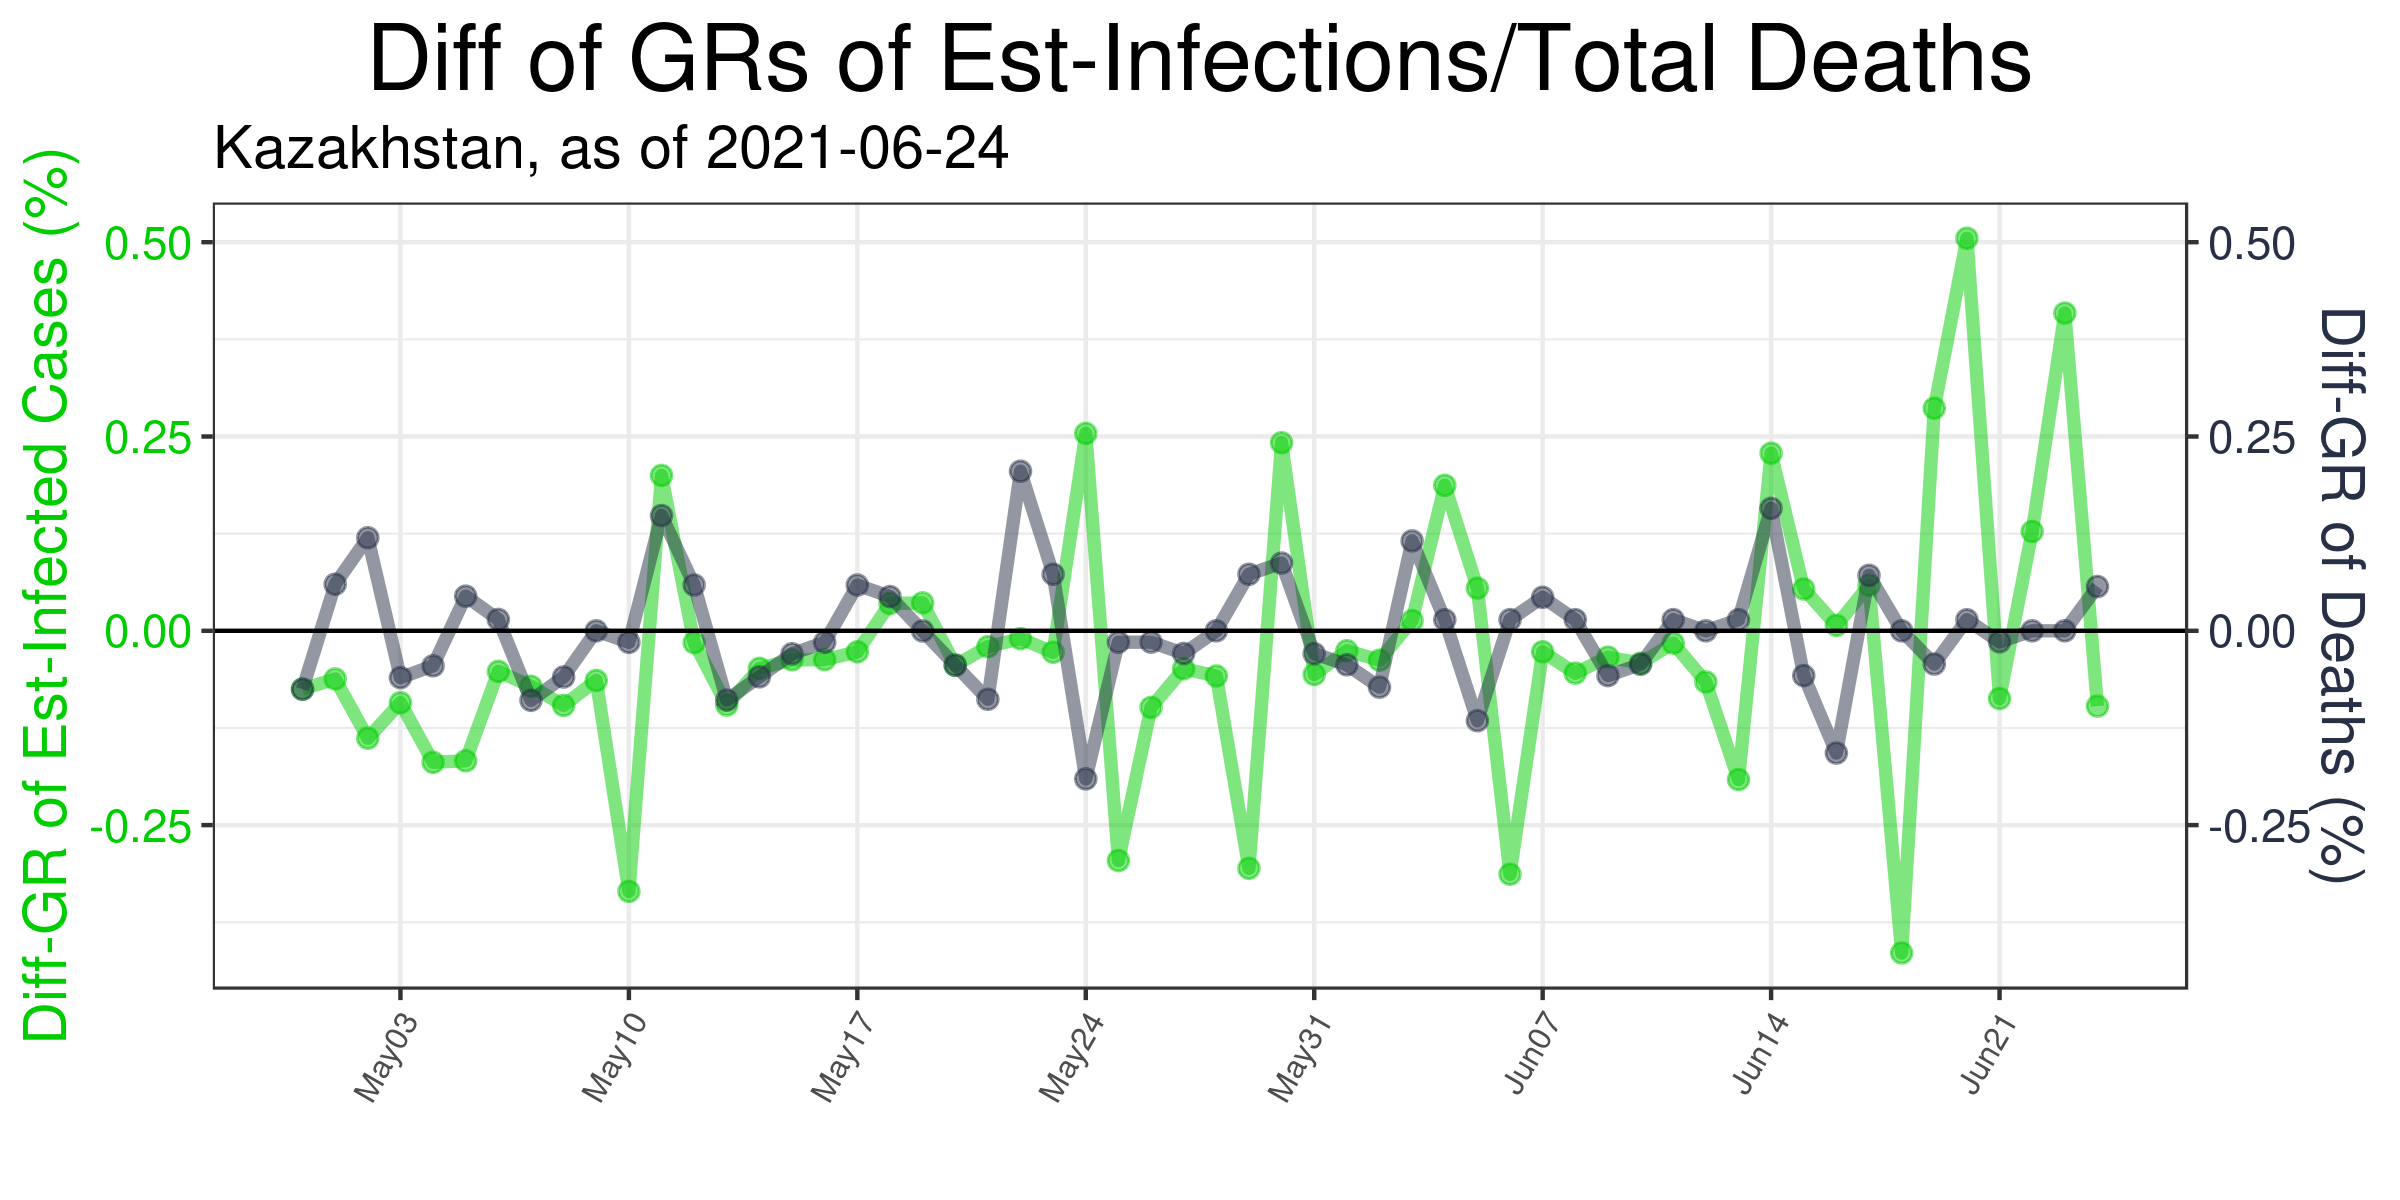 Diff of GRs of Est-Infections/Total Deaths
Kazakhstan, as of 2021-06-24
Diff-GR of Est-Infected Cases (%)
0.50
0.25
0.00
-0.25
0.50
0.25
0.00
-0.25
Diff-GR of Deaths (%)
May03
May10
May17
May24
May31
Jun07
Jun14
Jun21